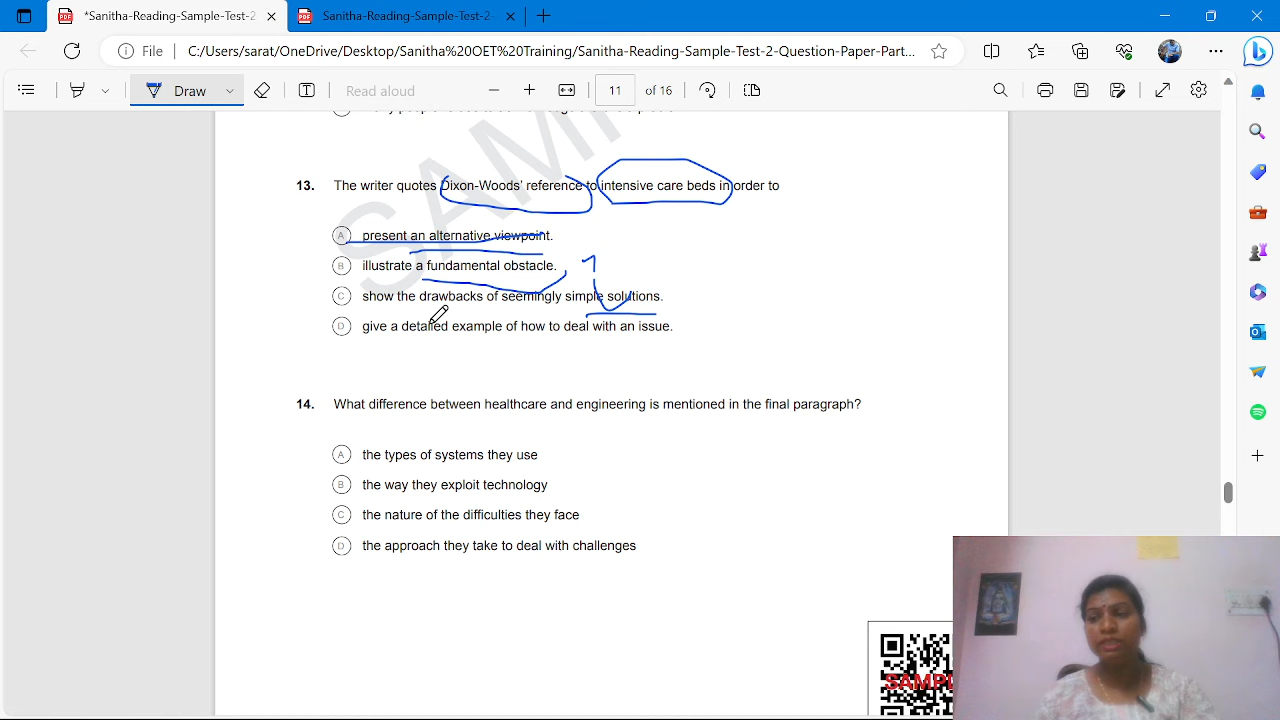 *Sanitha-Reading-Sample-Test-2
Sanitha-Reading-Sample-Test-2-
File
C:/Users/sarat/OneDrive/Desktop/Sanitha%20OET%20Training/Sanitha-Reading-Sample-Test-2-Question-Paper-Part...
Draw
Read aloud
11 of 16
13. The writer quotes Dixon-Woods' reference to intensive care beds in order to
A present an alternative viewpoint.
B illustrate a fundamental obstacle.
C show the drawbacks of seemingly simple solutions.
D give a detailed example of how to deal with an issue.
14. What difference between healthcare and engineering is mentioned in the final paragraph?
A the types of systems they use
B the way they exploit technology
C the nature of the difficulties they face
D the approach they take to deal with challenges